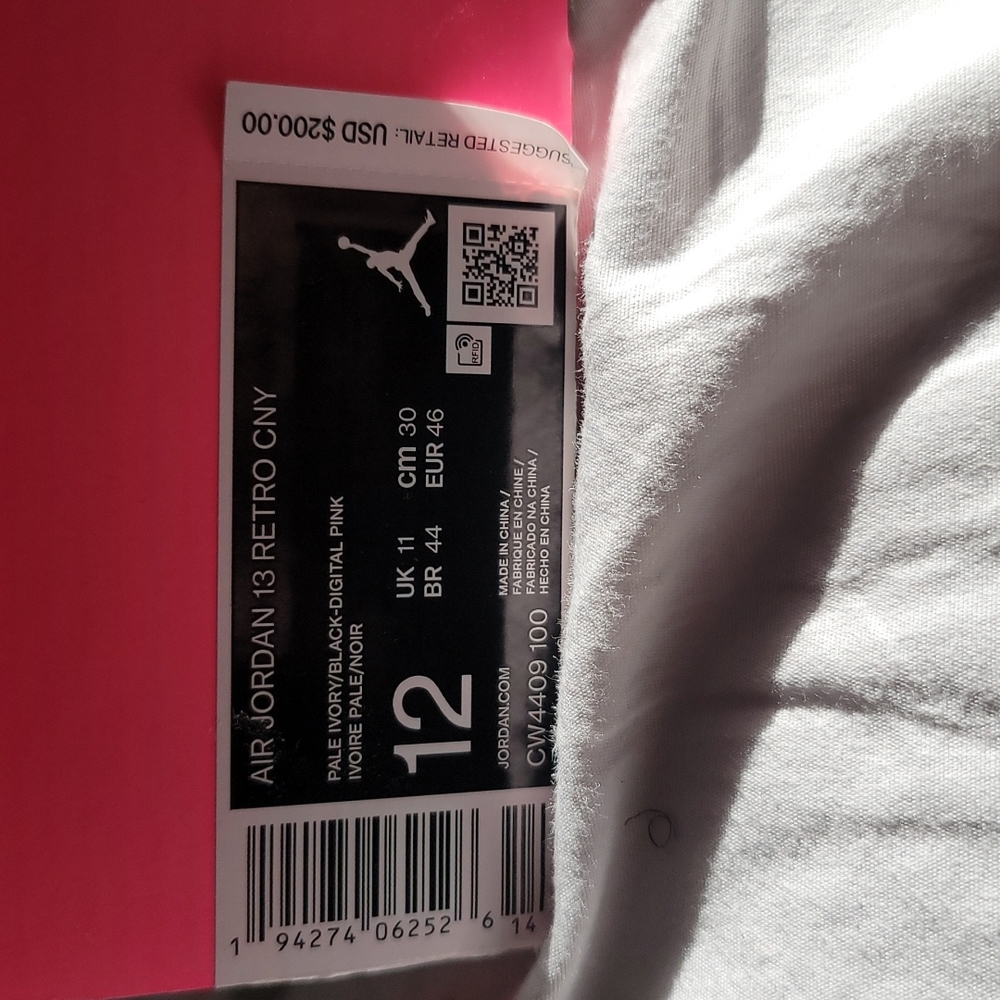 SUGGESTED RETAIL: USD $200.00
AIR JORDAN 13 RETRO CNY
PALE IVORY/BLACK-DIGITAL PINK
IVOIRE PALE/NOIR
12
UK 11 cm 30
BR 44 EUR 46
RFID
JORDAN.COM
CW4409 100
MADE IN CHINA /
FABRIQUE EN CHINE /
FABRICADO NA CHINA /
HECHO EN CHINA
1 94274 06252 6 14